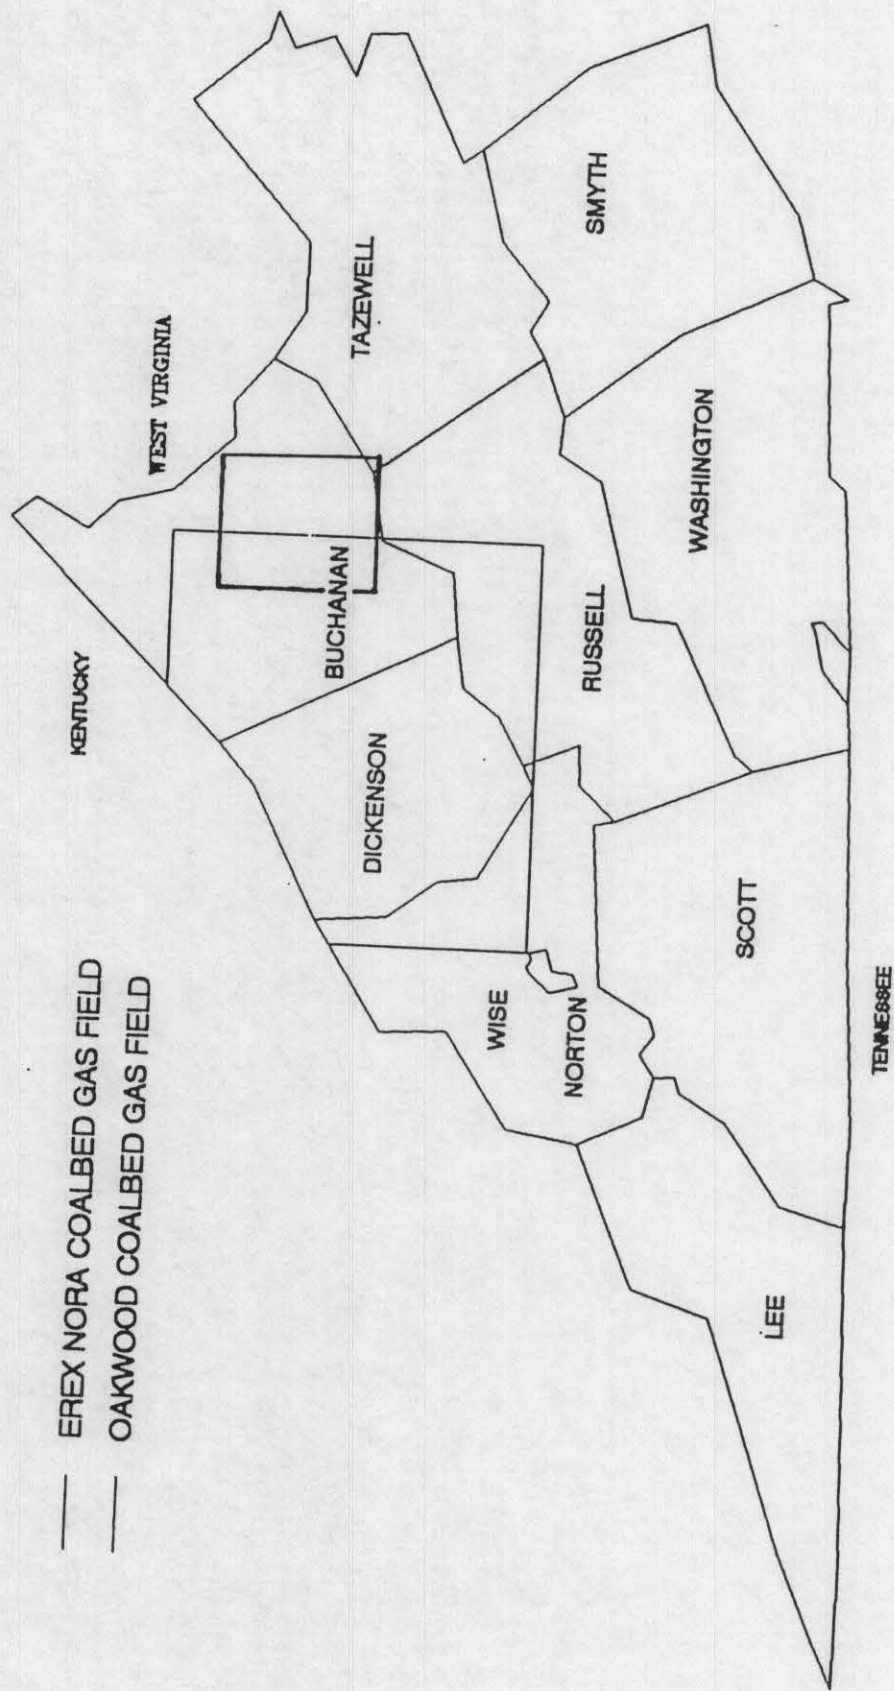 EREX NORA COALBED GAS FIELD
OAKWOOD COALBED GAS FIELD
KENTUCKY
WEST VIRGINIA
BUCHANAN
TAZEWELL
DICKENSON
WISE
NORTON
RUSSELL
SMYTH
WASHINGTON
SCOTT
LEE
TENNESSEE